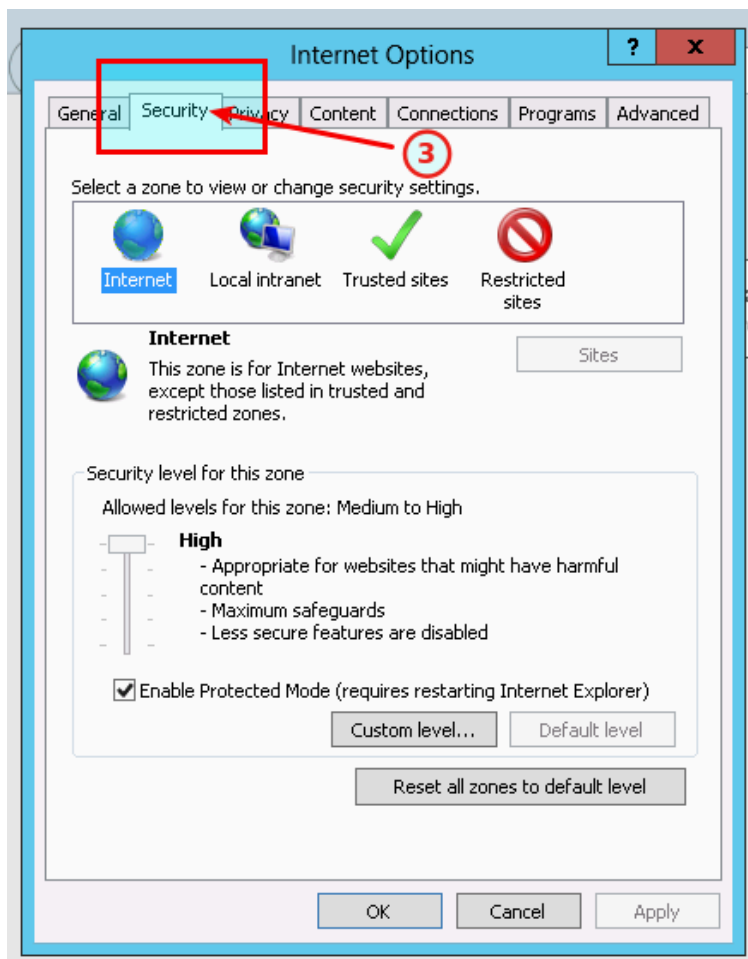 Internet Options
? x
General Security Privacy Content Connections Programs Advanced
3
Select a zone to view or change security settings.
Internet Local intranet Trusted sites Restricted
sites
Internet
Sites
This zone is for Internet websites,
except those listed in trusted and
restricted zones.
Security level for this zone
Allowed levels for this zone: Medium to High
High
- Appropriate for websites that might have harmful
content
- Maximum safeguards
- Less secure features are disabled
Enable Protected Mode (requires restarting Internet Explorer)
Custom level... Default level
Reset all zones to default level
OK Cancel Apply